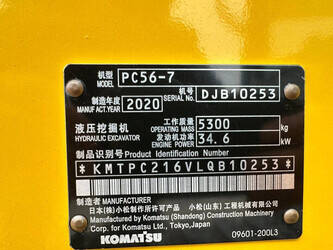 机型 MODEL PC56-7
机号 SERIAL No. DJB10253
制造年度 MANUFACT.YEAR 2020
液压挖掘机 HYDRAULIC EXCAVATOR
工作质量 OPERATING MASS 5300 kg
发动机功率 ENGINE POWER 34.6 kW
产品识别代码 Product Identification Number
*KMTPC216VLQB10253*
制造者 MANUFACTURER
日本(株)小松制作所许可产品 小松(山东)工程机械有限公司
Manufactured by Komatsu (Shandong) Construction Machinery
Corp. for Komatsu Ltd., Tokyo,Japan
KOMATSU
09601-200L3